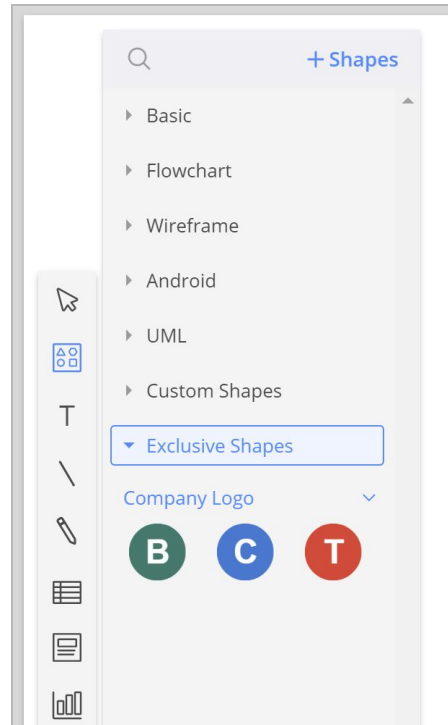 + Shapes
Basic
Flowchart
Wireframe
Android
UML
Custom Shapes
Exclusive Shapes
Company Logo
B C T
T